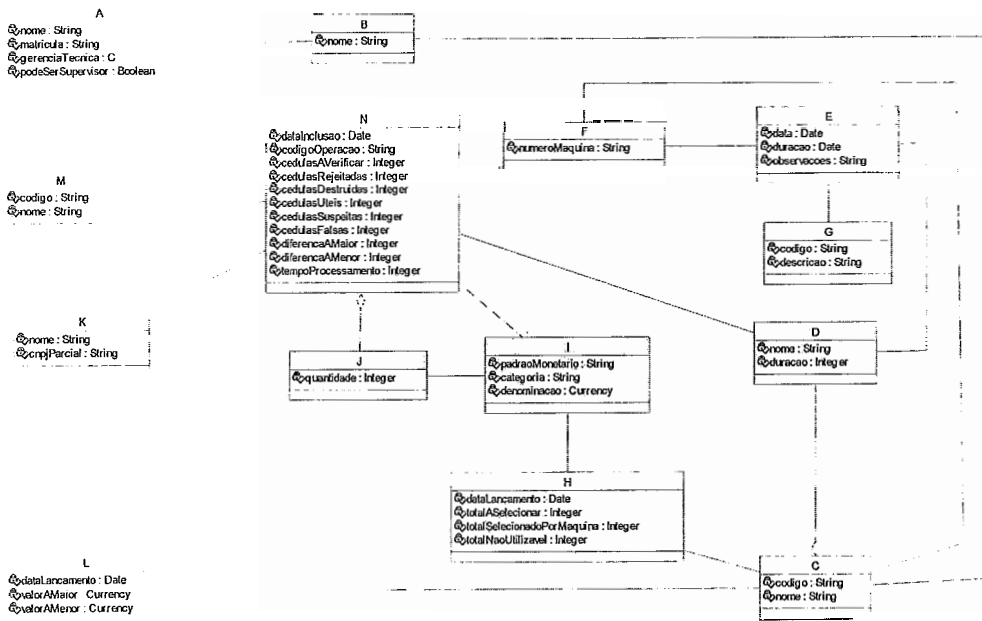 A
nome : String
matricula : String
gerenciaTecnica : C
podeSerSupervisor : Boolean
B
nome : String
N
dataInclusao : Date
codigoOperacao : String
cedulasAVerificar : Integer
cedulasRejeitadas : Integer
cedulasDestruidas : Integer
cedulasUteis : Integer
cedulasSuspeitas : Integer
cedulasFalsas : Integer
diferencaAMaior : Integer
diferencaAMenor : Integer
tempoProcessamento : Integer
F
numeroMaquina : String
E
data : Date
duracao : Date
observacoes : String
M
codigo : String
nome : String
G
codigo : String
descricao : String
K
nome : String
cnpjParcial : String
J
quantidade : Integer
I
padraoMonetario : String
categoria : String
denominacao : Currency
D
nome : String
duracao : Integer
H
dataLançamento : Date
totalASelecionar : Integer
totalSelecionadoPorMaquina : Integer
totalNaoUtilizavel : Integer
L
dataLancamento : Date
valorAMaior Currency
valorAMenor : Currency
C
codigo : String
nome : String